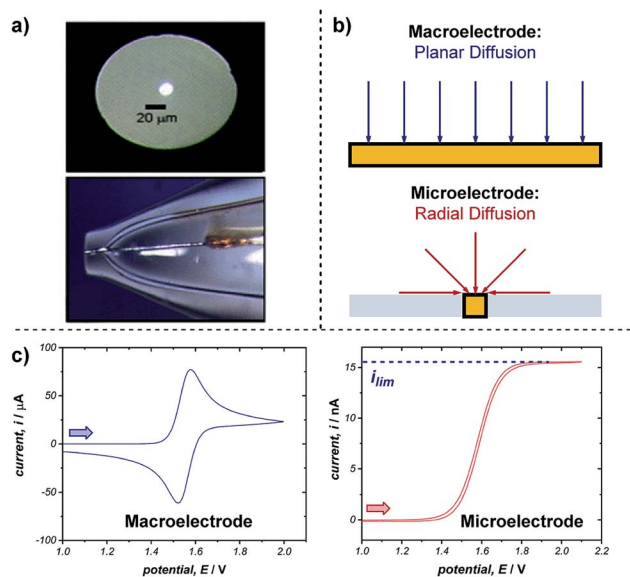 a)
20 μm
b)
Macroelectrode:
Planar Diffusion
Microelectrode:
Radial Diffusion
c)
current, i / μA
100
50
0
-50
-100
1.0
1.2
1.4
1.6
1.8
2.0
potential, E / V
Macroelectrode
current, i / nA
15
10
5
0
1.0
1.2
1.4
1.6
1.8
2.0
2.2
potential, E / V
i_lim
Microelectrode